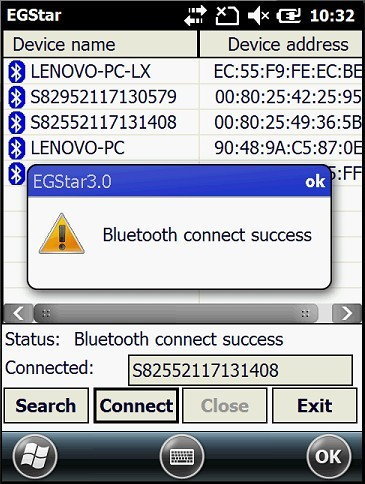 EGStar 10:32
Device name Device address
LENOVO-PC-LX EC:55:F9:FE:EC:BE
S82952117130579 00:80:25:42:25:95
S82552117131408 00:80:25:49:36:5B
LENOVO-PC 90:48:9A:C5:87:0E
5:FF
EGStar3.0 ok
Bluetooth connect success
Status: Bluetooth connect success
Connected: S82552117131408
Search Connect Close Exit
OK